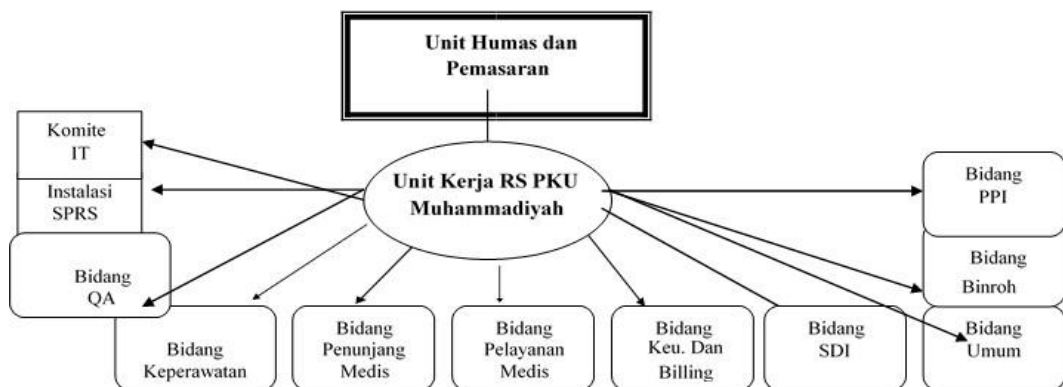 Unit Humas dan
Pemasaran
Komite
IT
Unit Kerja RS PKU
Muhammadiyah
Instalasi
SPRS
Bidang
PPI
Bidang
QA
Bidang
Binroh
Bidang
Keperawatan
Bidang
Penunjang
Medis
Bidang
Pelayanan
Medis
Bidang
Keu. Dan
Billing
Bidang
SDI
Bidang
Umum